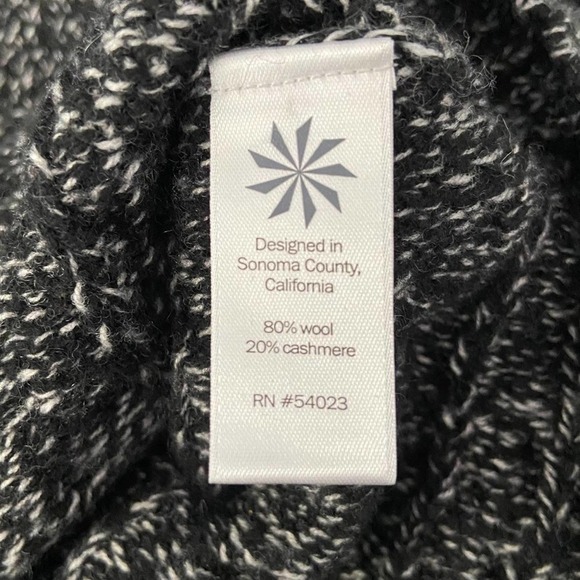 Designed in
Sonoma County,
California
80% wool
20% cashmere
RN #54023